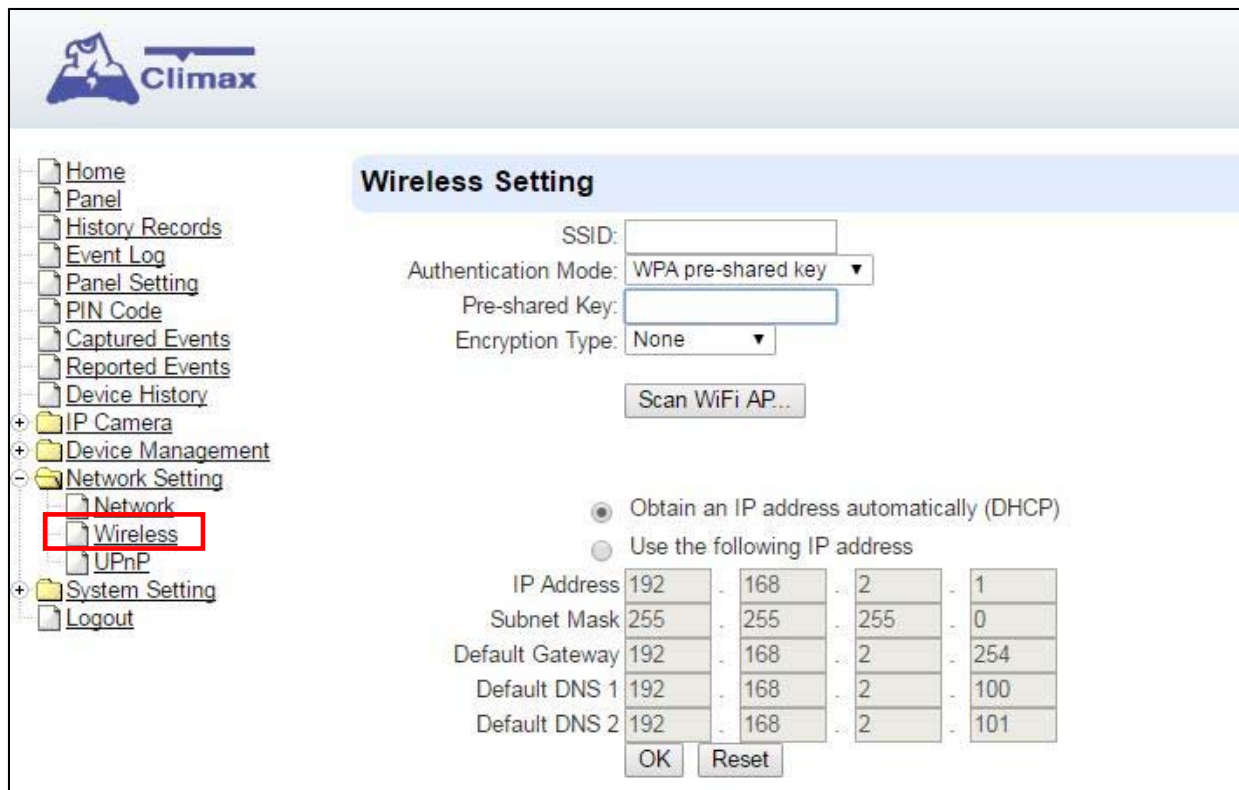 Climax
Home
Panel
History Records
Event Log
Panel Setting
PIN Code
Captured Events
Reported Events
Device History
IP Camera
Device Management
Network Setting
Network
Wireless
UPnP
System Setting
Logout
Wireless Setting
SSID:
Authentication Mode: WPA pre-shared key
Pre-shared Key:
Encryption Type: None
Scan WiFi AP...
Obtain an IP address automatically (DHCP)
Use the following IP address
IP Address 192 . 168 . 2 . 1
Subnet Mask 255 . 255 . 255 . 0
Default Gateway 192 . 168 . 2 . 254
Default DNS 1 192 . 168 . 2 . 100
Default DNS 2 192 . 168 . 2 . 101
OK Reset